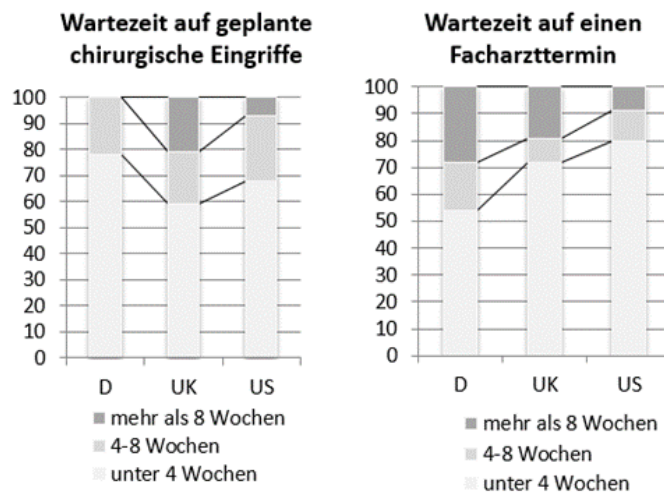 Wartezeit auf geplante
chirurgische Eingriffe
100
90
80
70
60
50
40
30
20
10
0
D UK US
mehr als 8 Wochen
4-8 Wochen
unter 4 Wochen
Wartezeit auf einen
Facharzttermin
100
90
80
70
60
50
40
30
20
10
0
D UK US
mehr als 8 Wochen
4-8 Wochen
unter 4 Wochen